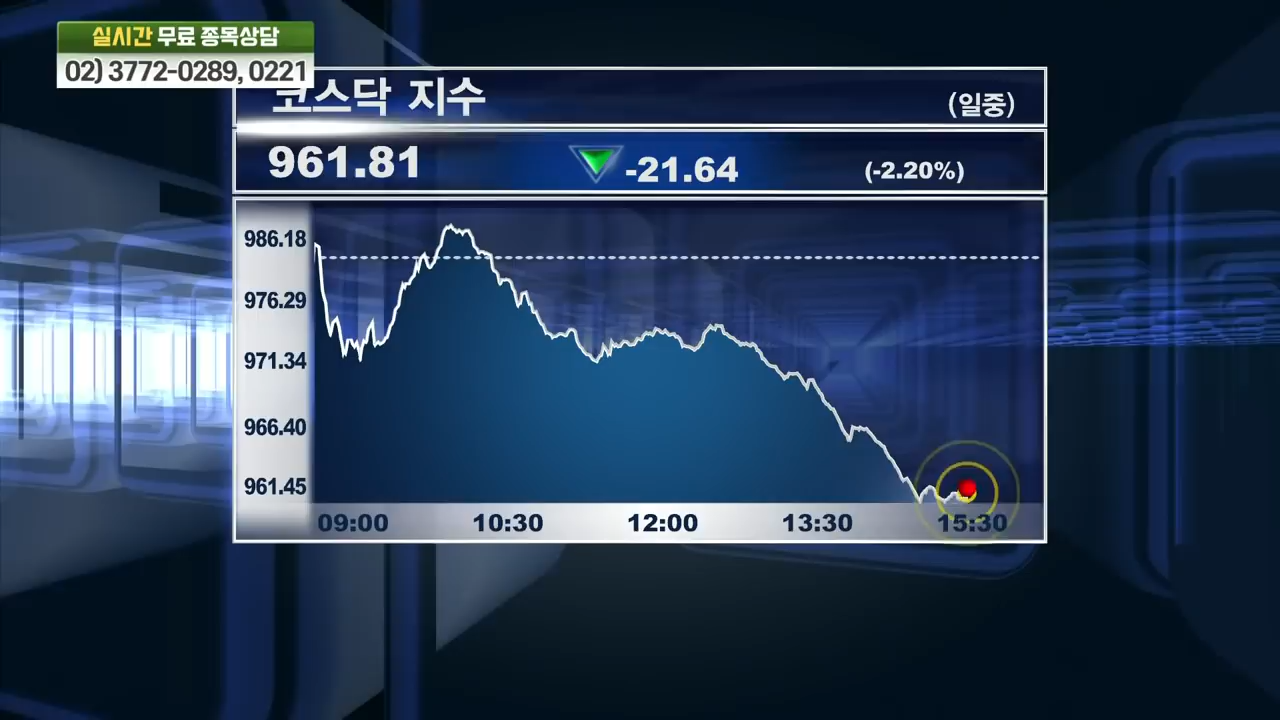 실시간 무료 종목상담
02) 3772-0289, 0221
코스닥 지수 (일중)
961.81 -21.64 (-2.20%)
986.18
976.29
971.34
966.40
961.45
09:00 10:30 12:00 13:30 15:30